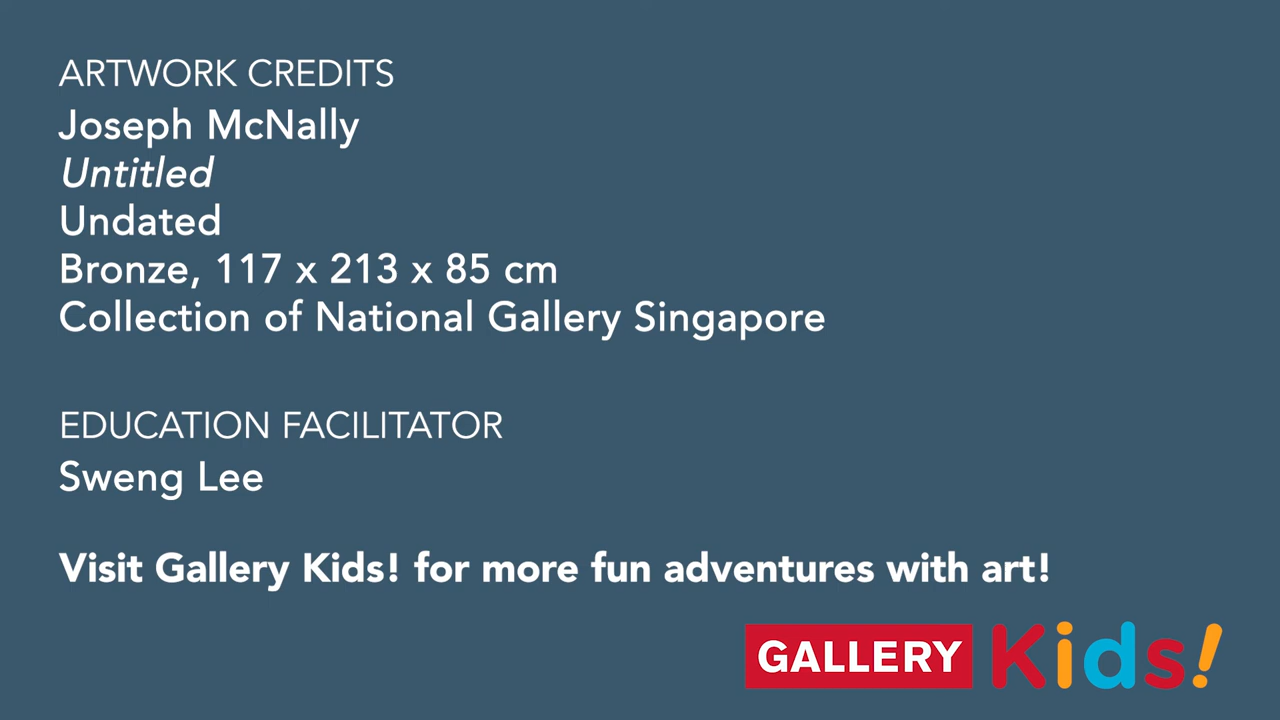 ARTWORK CREDITS
Joseph McNally
Untitled
Undated
Bronze, 117 x 213 x 85 cm
Collection of National Gallery Singapore
EDUCATION FACILITATOR
Sweng Lee
Visit Gallery Kids! for more fun adventures with art!
GALLERY Kids!